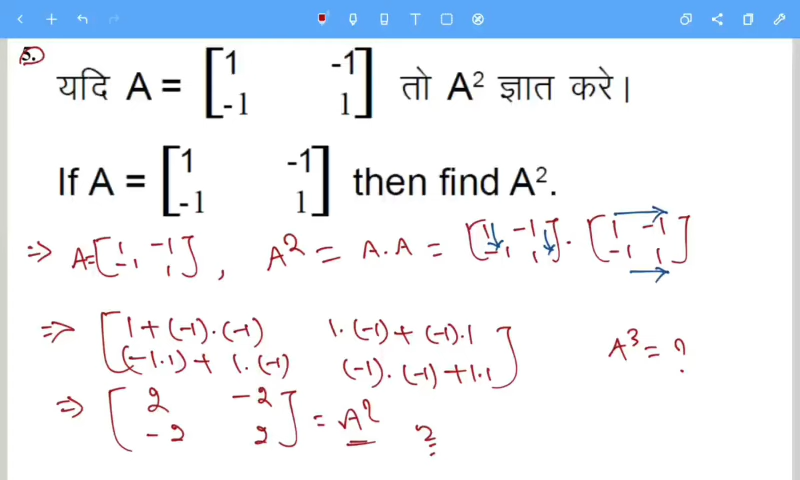 5.
यदि A = [1 -1
-1 1] तो A² ज्ञात करे।
If A = [1 -1
-1 1] then find A².
⇒ A=[1 -1
-1 1] , A² = A.A = [1 -1
-1 1] · [1 -1
-1 1]
⇒ [1+(-1).(-1) 1.(-1)+(-1).1
(-1.1)+ 1.(-1) (-1).(-1)+1.1]
A³ = ?
⇒ [2 -2
-2 2] = A² ?